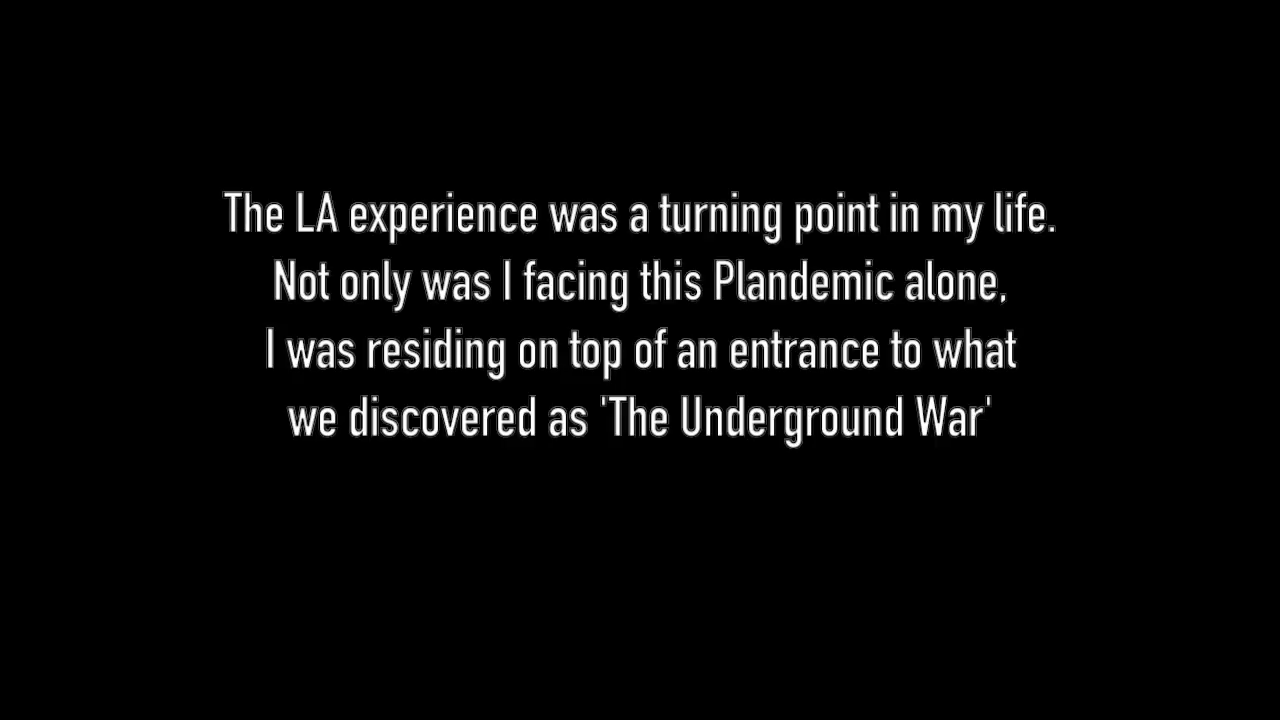 The LA experience was a turning point in my life.
Not only was I facing this Plandemic alone,
I was residing on top of an entrance to what
we discovered as 'The Underground War'